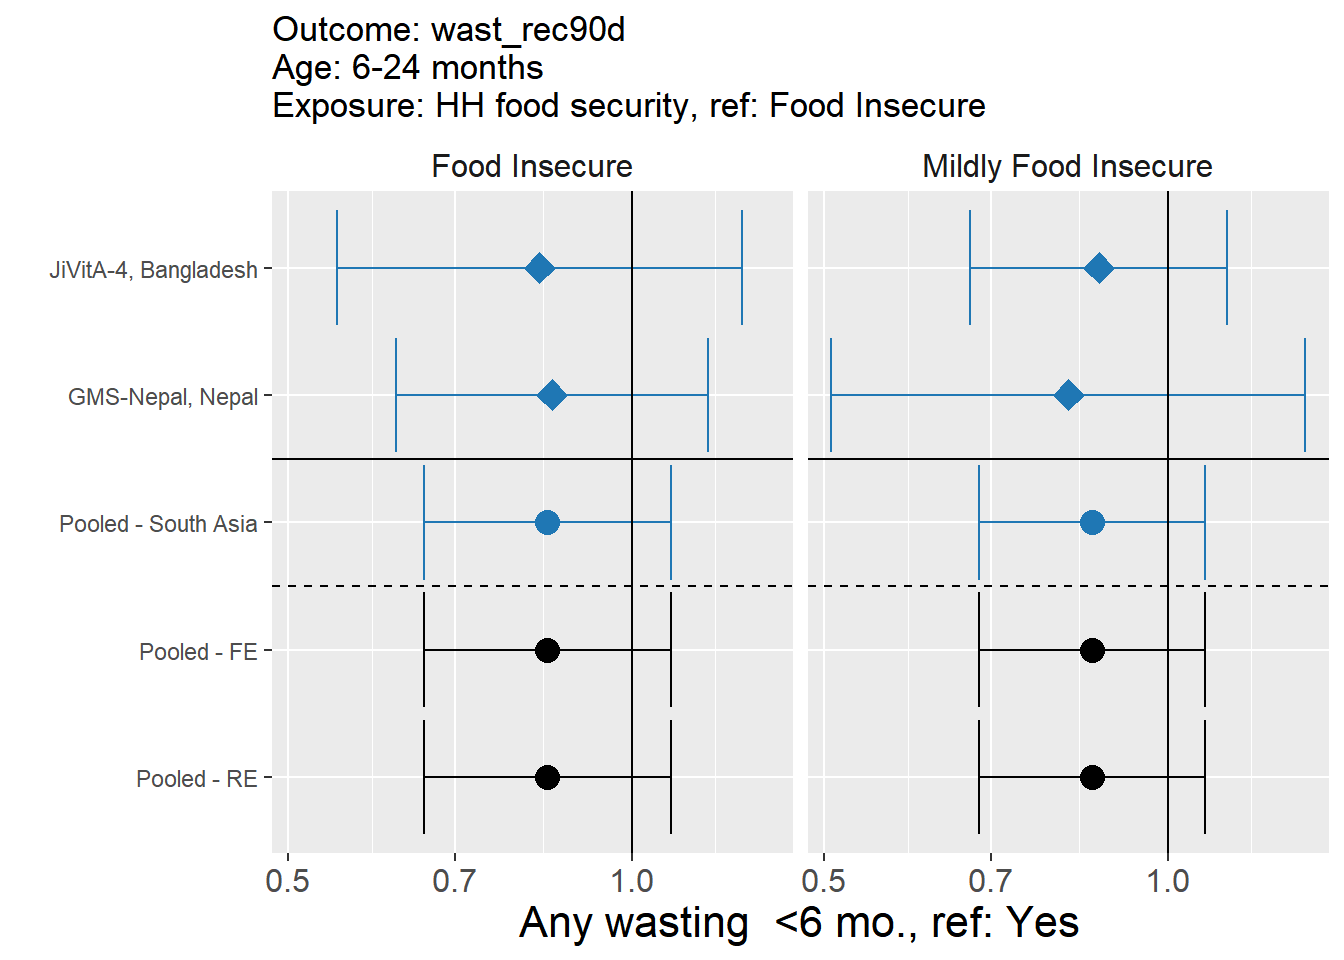 Outcome: wast_rec90d
Age: 6-24 months
Exposure: HH food security, ref: Food Insecure
Food Insecure
Mildly Food Insecure
JiVitA-4, Bangladesh
GMS-Nepal, Nepal
Pooled - South Asia
Pooled - FE
Pooled - RE
0.5 0.7 1.0 0.5 0.7 1.0
Any wasting  <6 mo., ref: Yes